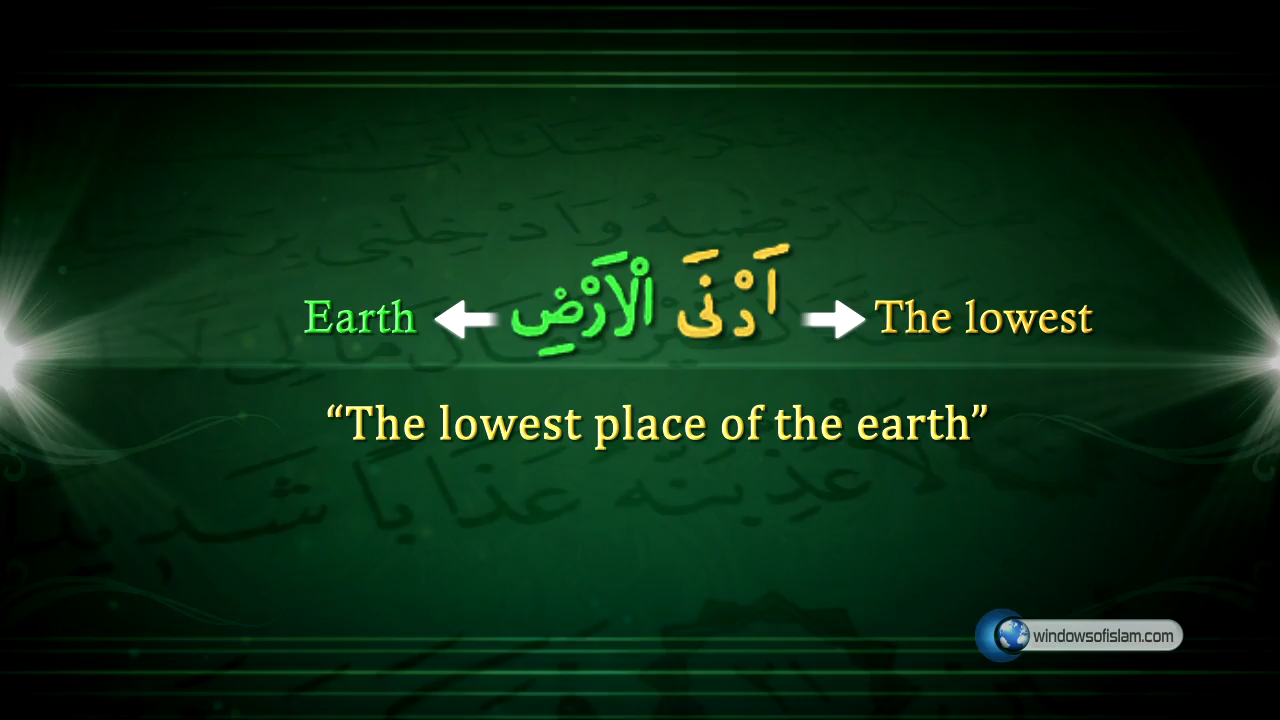 Earth ← اَدْنَى الْاَرْضِ → The lowest
“The lowest place of the earth”
windowsofislam.com